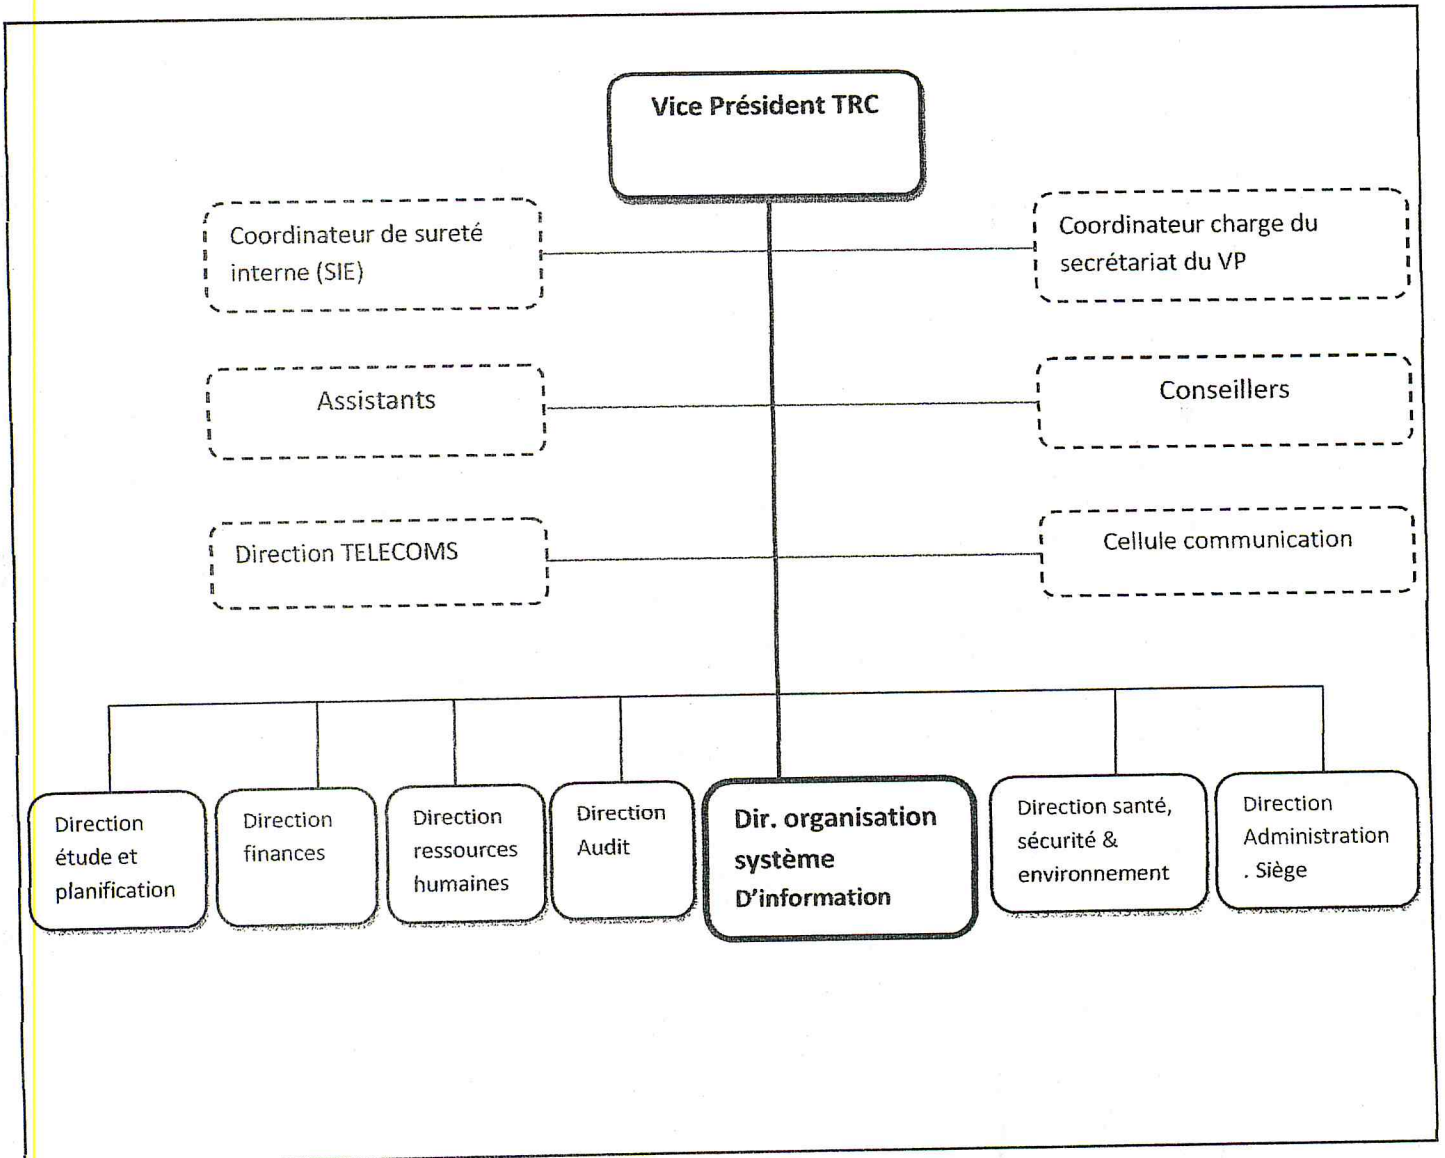 Vice Président TRC
Coordinateur de sureté
interne (SIE)
Coordinateur charge du
secrétariat du VP
Assistants
Conseillers
Direction TELECOMS
Cellule communication
Direction
étude et
planification
Direction
finances
Direction
ressources
humaines
Direction
Audit
Dir. organisation
système
D'information
Direction santé,
sécurité &
environnement
Direction
Administration
. Siège